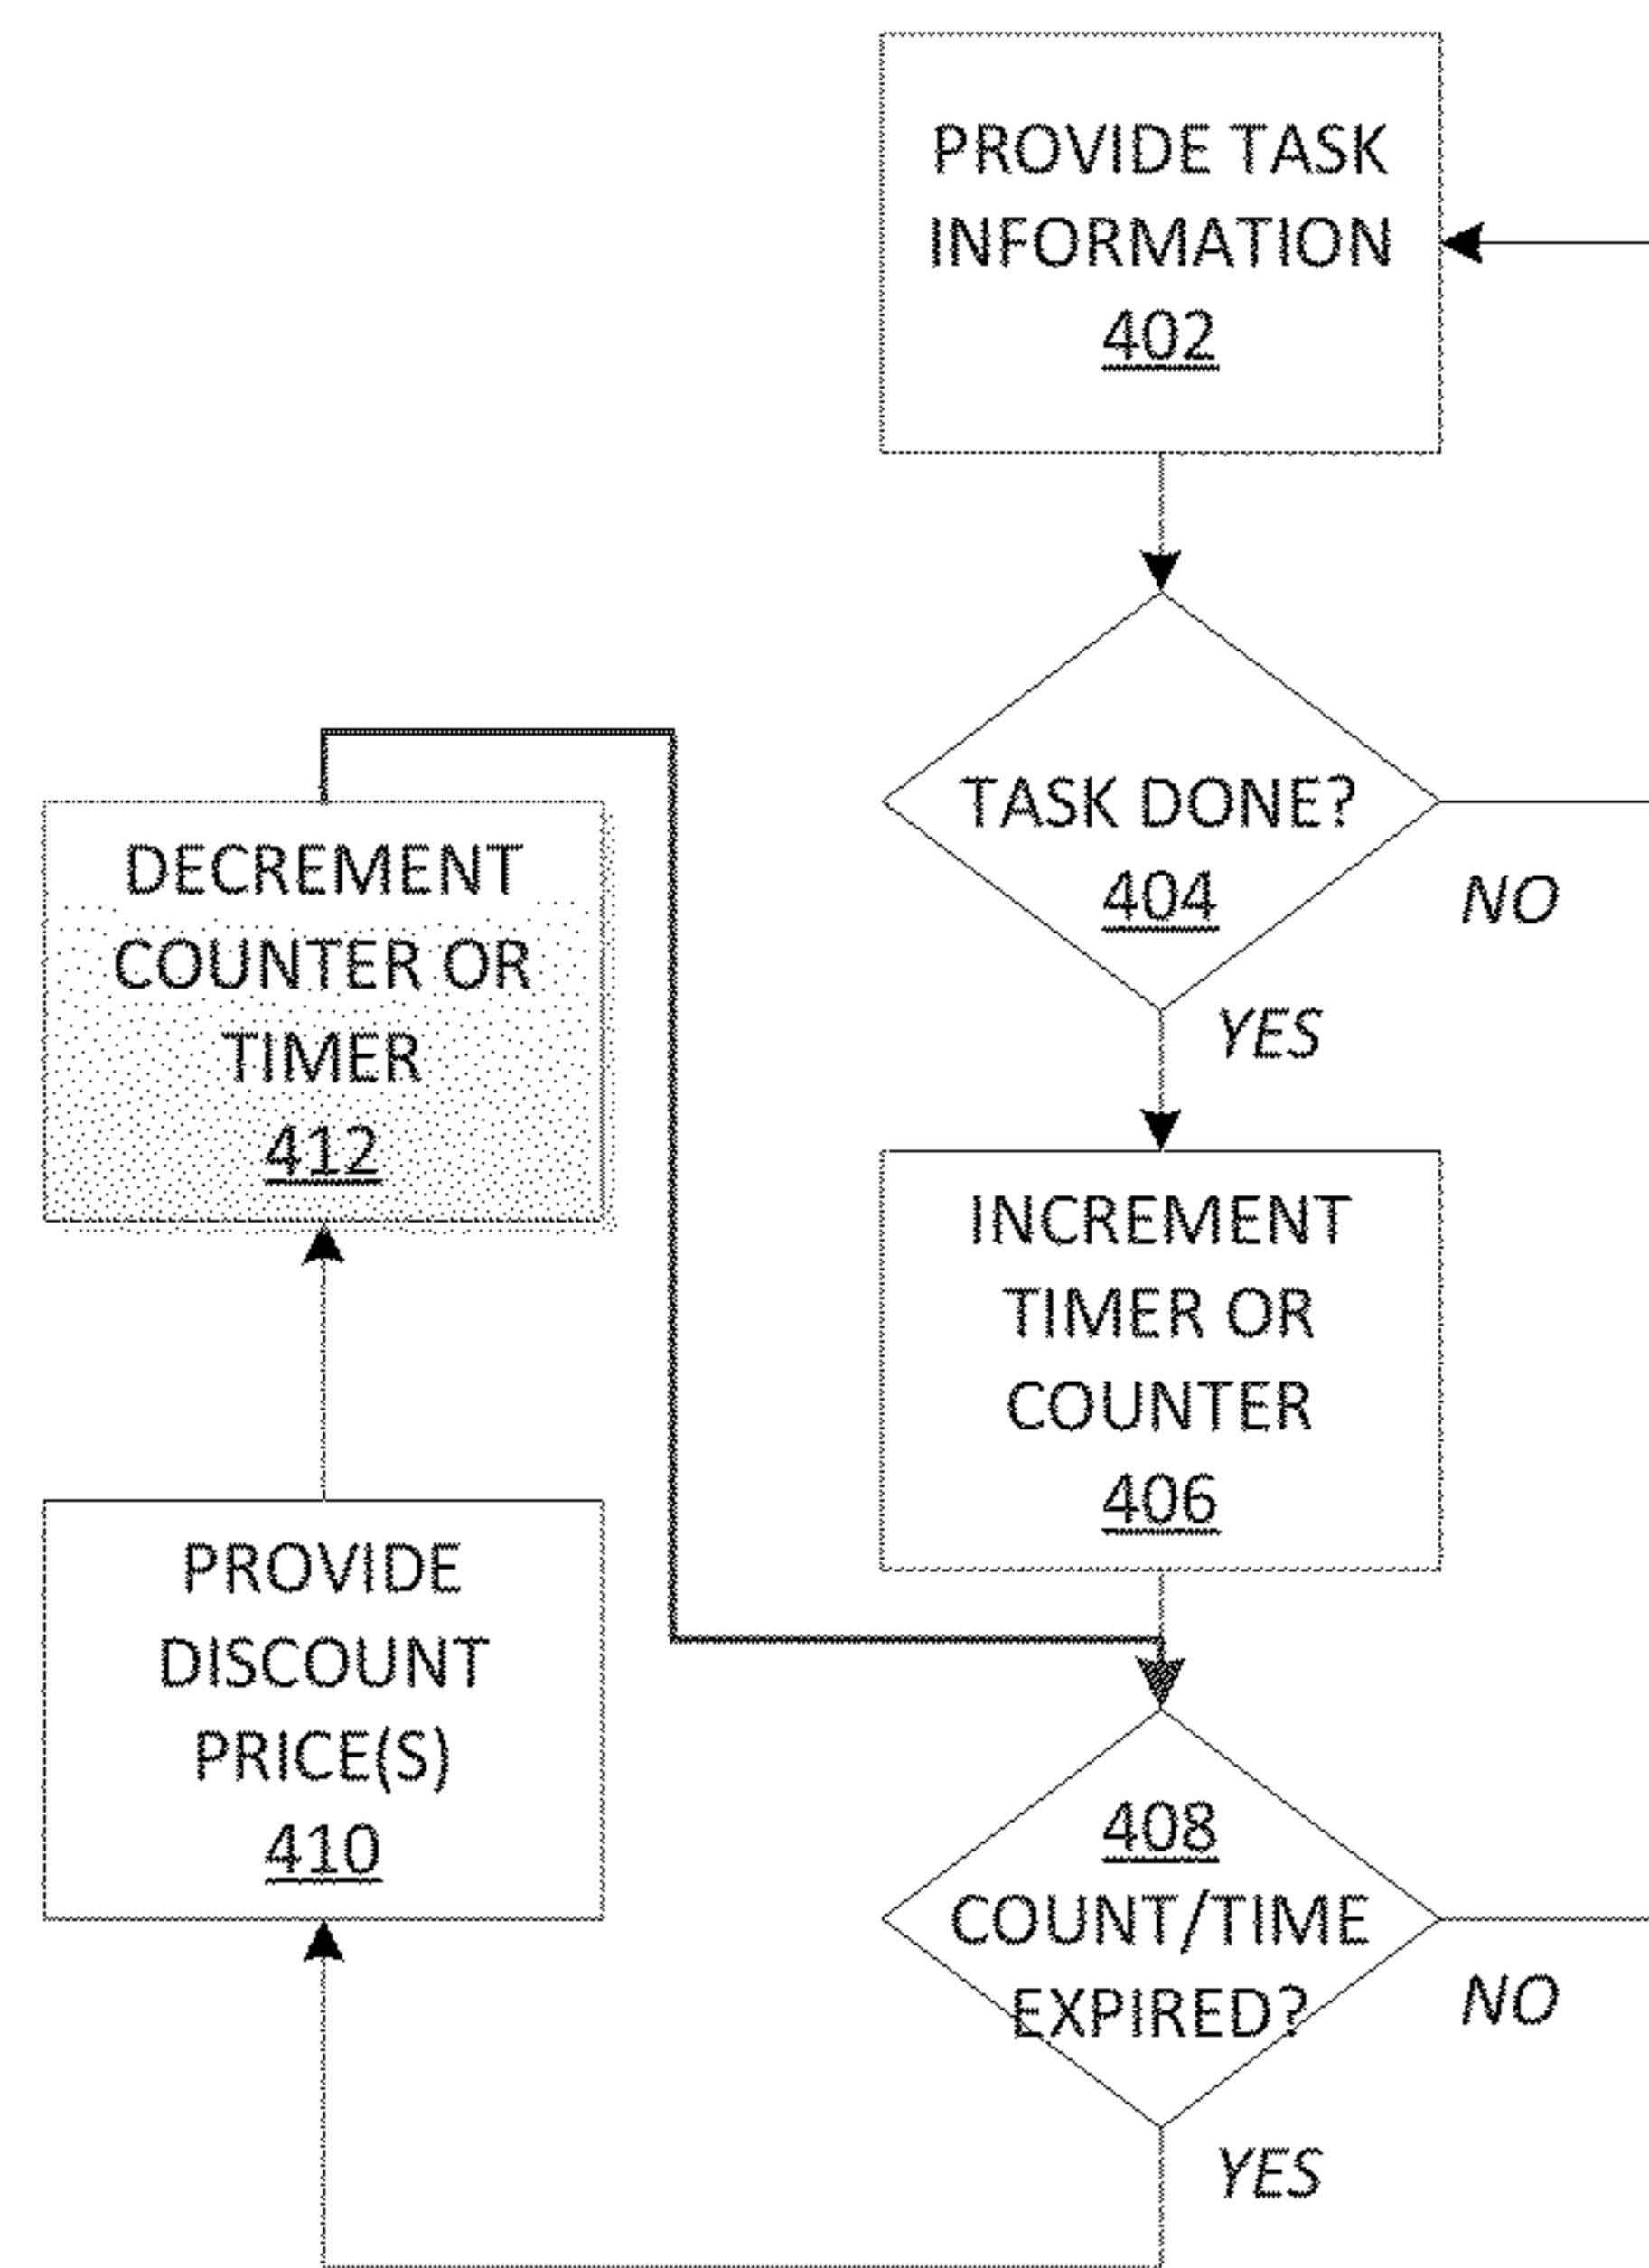 PROVIDE TASK
INFORMATION
402
TASK DONE?
404
NO
YES
DECREMENT
COUNTER OR
TIMER
412
INCREMENT
TIMER OR
COUNTER
406
PROVIDE
DISCOUNT
PRICE(S)
410
408
COUNT/TIME
EXPIRED?
NO
YES